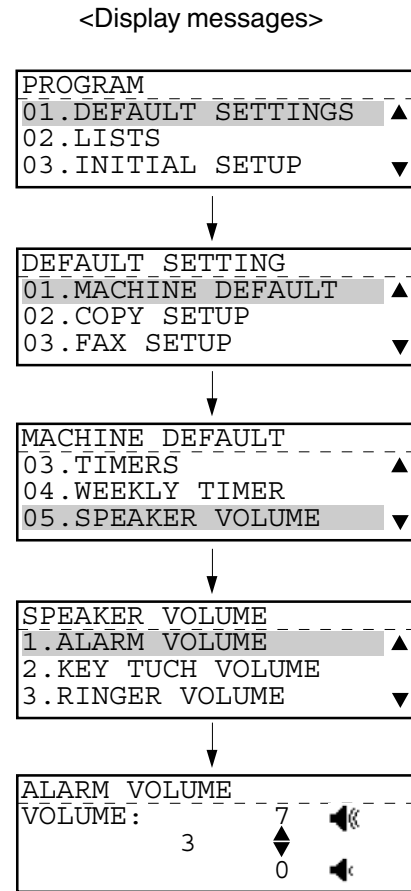 <Display messages>
PROGRAM
01.DEFAULT SETTINGS
02.LISTS
03.INITIAL SETUP
DEFAULT SETTING
01.MACHINE DEFAULT
02.COPY SETUP
03.FAX SETUP
MACHINE DEFAULT
03.TIMERS
04.WEEKLY TIMER
05.SPEAKER VOLUME
SPEAKER VOLUME
1.ALARM VOLUME
2.KEY TUCH VOLUME
3.RINGER VOLUME
ALARM VOLUME
VOLUME: 7
3
0